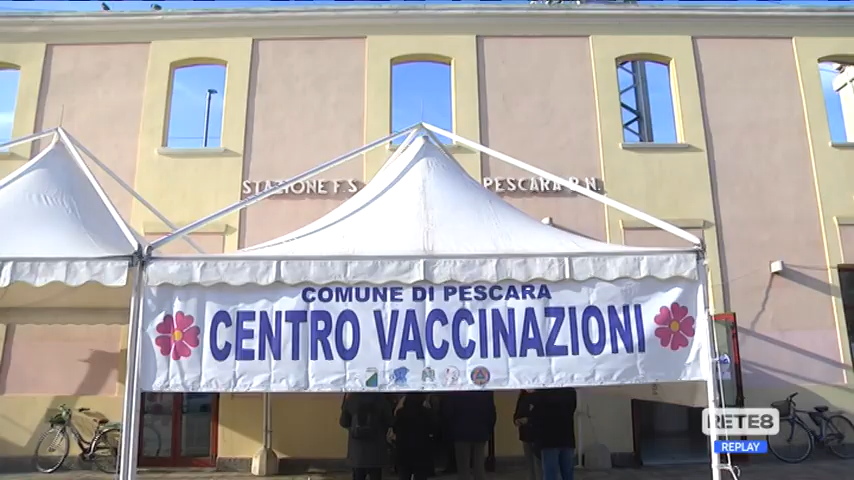 STAZIONE F.S.
PESCARA P.N.
COMUNE DI PESCARA
CENTRO VACCINAZIONI
RETE8
REPLAY